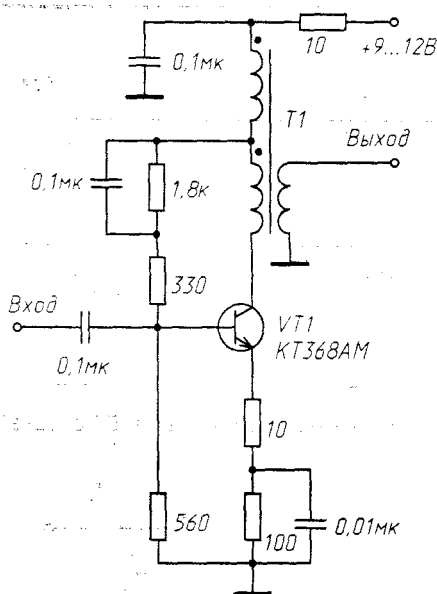 10
+9...12В
0,1мк
T1
Выход
0,1мк
1,8к
330
Вход
VT1
КТ368АМ
0,1мк
10
560
100
0,01мк